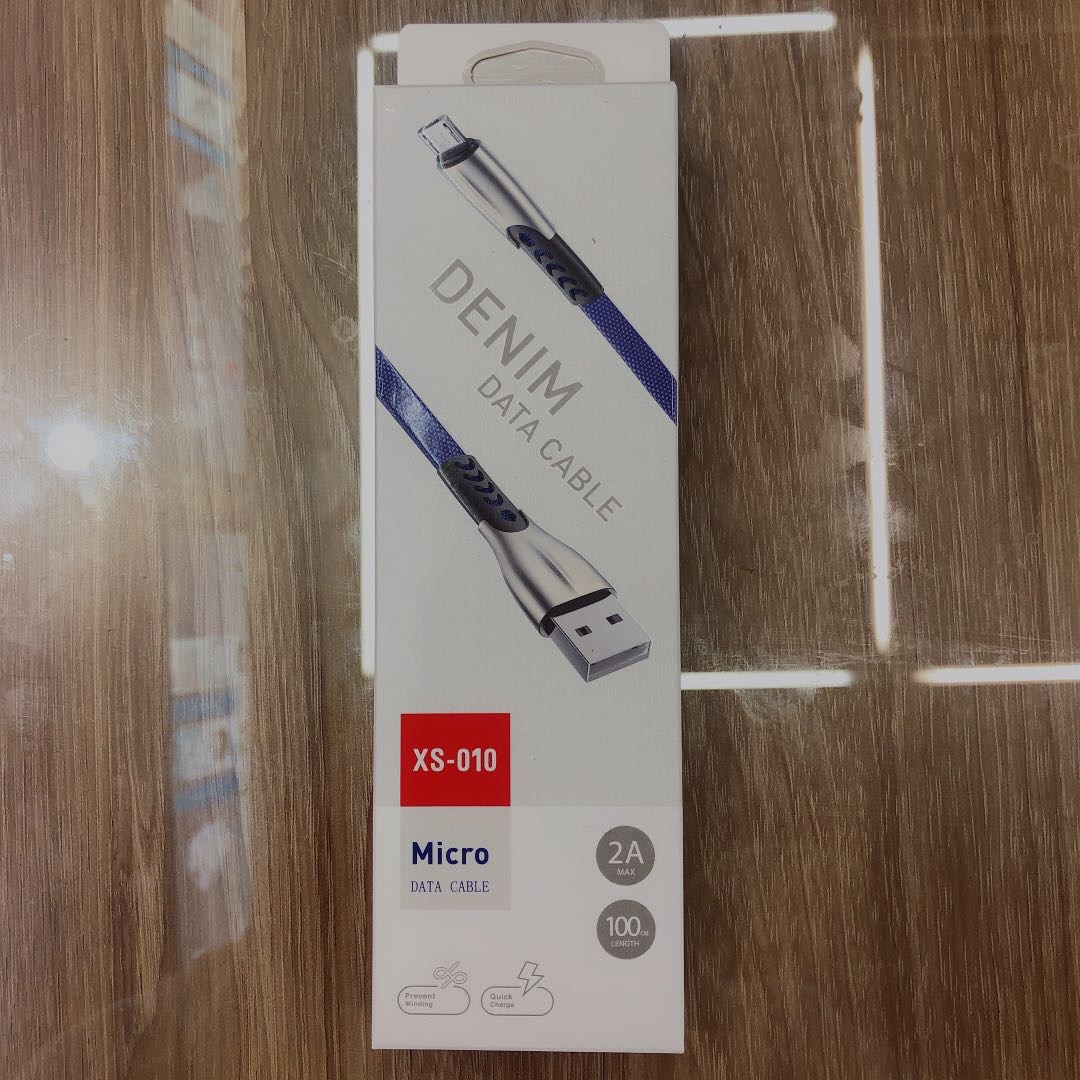 DENIM
DATA CABLE
XS-010
Micro
DATA CABLE
2A
MAX
100CM
LENGTH
Prevent
Winding
Quick
Charge